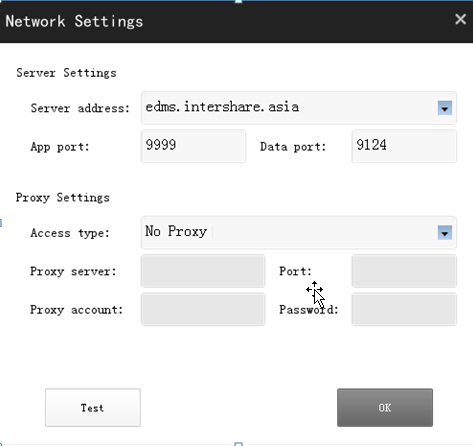 Network Settings
Server Settings
Server address: edms.intershare.asia
App port: 9999 Data port: 9124
Proxy Settings
Access type: No Proxy
Proxy server: Port:
Proxy account: Password:
Test OK